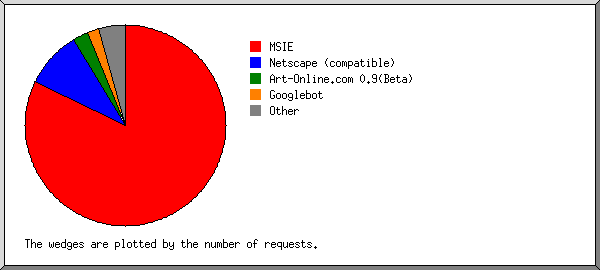 MSIE
Netscape (compatible)
Art-Online.com 0.9(Beta)
Googlebot
Other
The wedges are plotted by the number of requests.